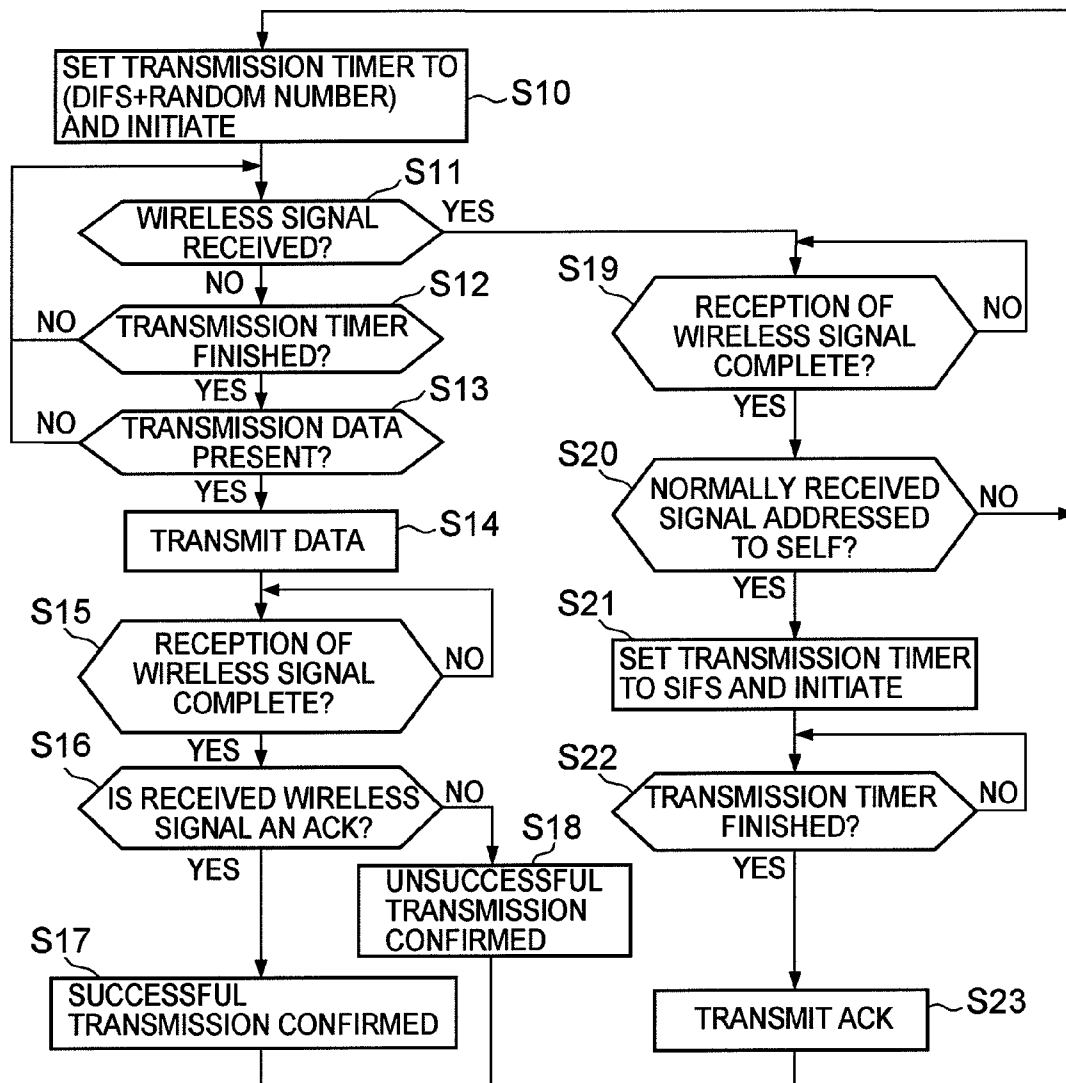 SET TRANSMISSION TIMER TO
(DIFS+RANDOM NUMBER)
AND INITIATE
S10
S11
WIRELESS SIGNAL
RECEIVED?
YES
NO
S12
TRANSMISSION TIMER
FINISHED?
NO
YES
S13
TRANSMISSION DATA
PRESENT?
NO
YES
S14
TRANSMIT DATA
S15
RECEPTION OF
WIRELESS SIGNAL
COMPLETE?
NO
YES
S16
IS RECEIVED WIRELESS
SIGNAL AN ACK?
NO
YES
S18
UNSUCCESSFUL
TRANSMISSION
CONFIRMED
S17
SUCCESSFUL
TRANSMISSION CONFIRMED
S19
RECEPTION OF
WIRELESS SIGNAL
COMPLETE?
NO
YES
S20
NORMALLY RECEIVED
SIGNAL ADDRESSED
TO SELF?
NO
YES
S21
SET TRANSMISSION TIMER
TO SIFS AND INITIATE
S22
TRANSMISSION TIMER
FINISHED?
NO
YES
TRANSMIT ACK
S23